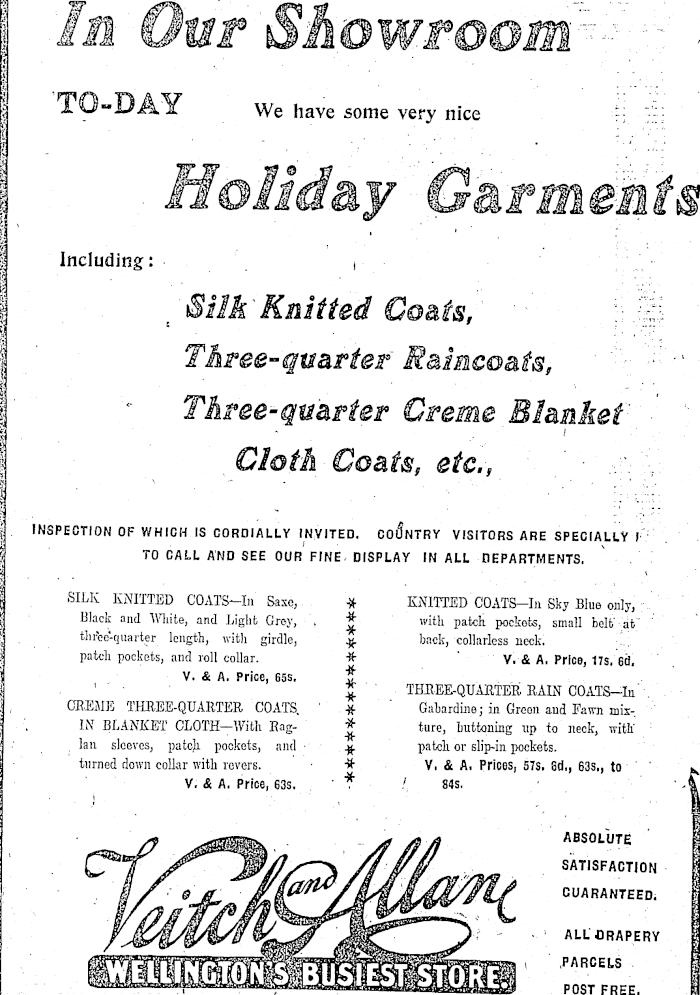 In Our Showroom
TO-DAY We have some very nice
Holiday Garments
Including:
Silk Knitted Coats,
Three-quarter Raincoats,
Three-quarter Creme Blanket
Cloth Coats, etc.,
INSPECTION OF WHICH IS CORDIALLY INVITED. COUNTRY VISITORS ARE SPECIALLY I
TO CALL AND SEE OUR FINE DISPLAY IN ALL DEPARTMENTS.
SILK KNITTED COATS—In Saxe,
Black and White, and Light Grey,
three-quarter length, with girdle,
patch pockets, and roll collar.
V. & A. Price, 65s.
CREME THREE-QUARTER COATS
IN BLANKET CLOTH—With Rag-
lan sleeves, patch pockets, and
turned down collar with revers.
V. & A. Price, 63s.
KNITTED COATS—In Sky Blue only,
with patch pockets, small belt at
back, collarless neck.
V. & A. Price, 17s. 6d.
THREE-QUARTER RAIN COATS—In
Gabardine; in Green and Fawn mix-
ture, buttoning up to neck, with
patch or slip-in pockets.
V. & A. Prices, 57s. 6d., 63s., to
84s.
Veitch and Allan
WELLINGTON'S BUSIEST STORE.
ABSOLUTE
SATISFACTION
GUARANTEED.
ALL DRAPERY
PARCELS
POST FREE.